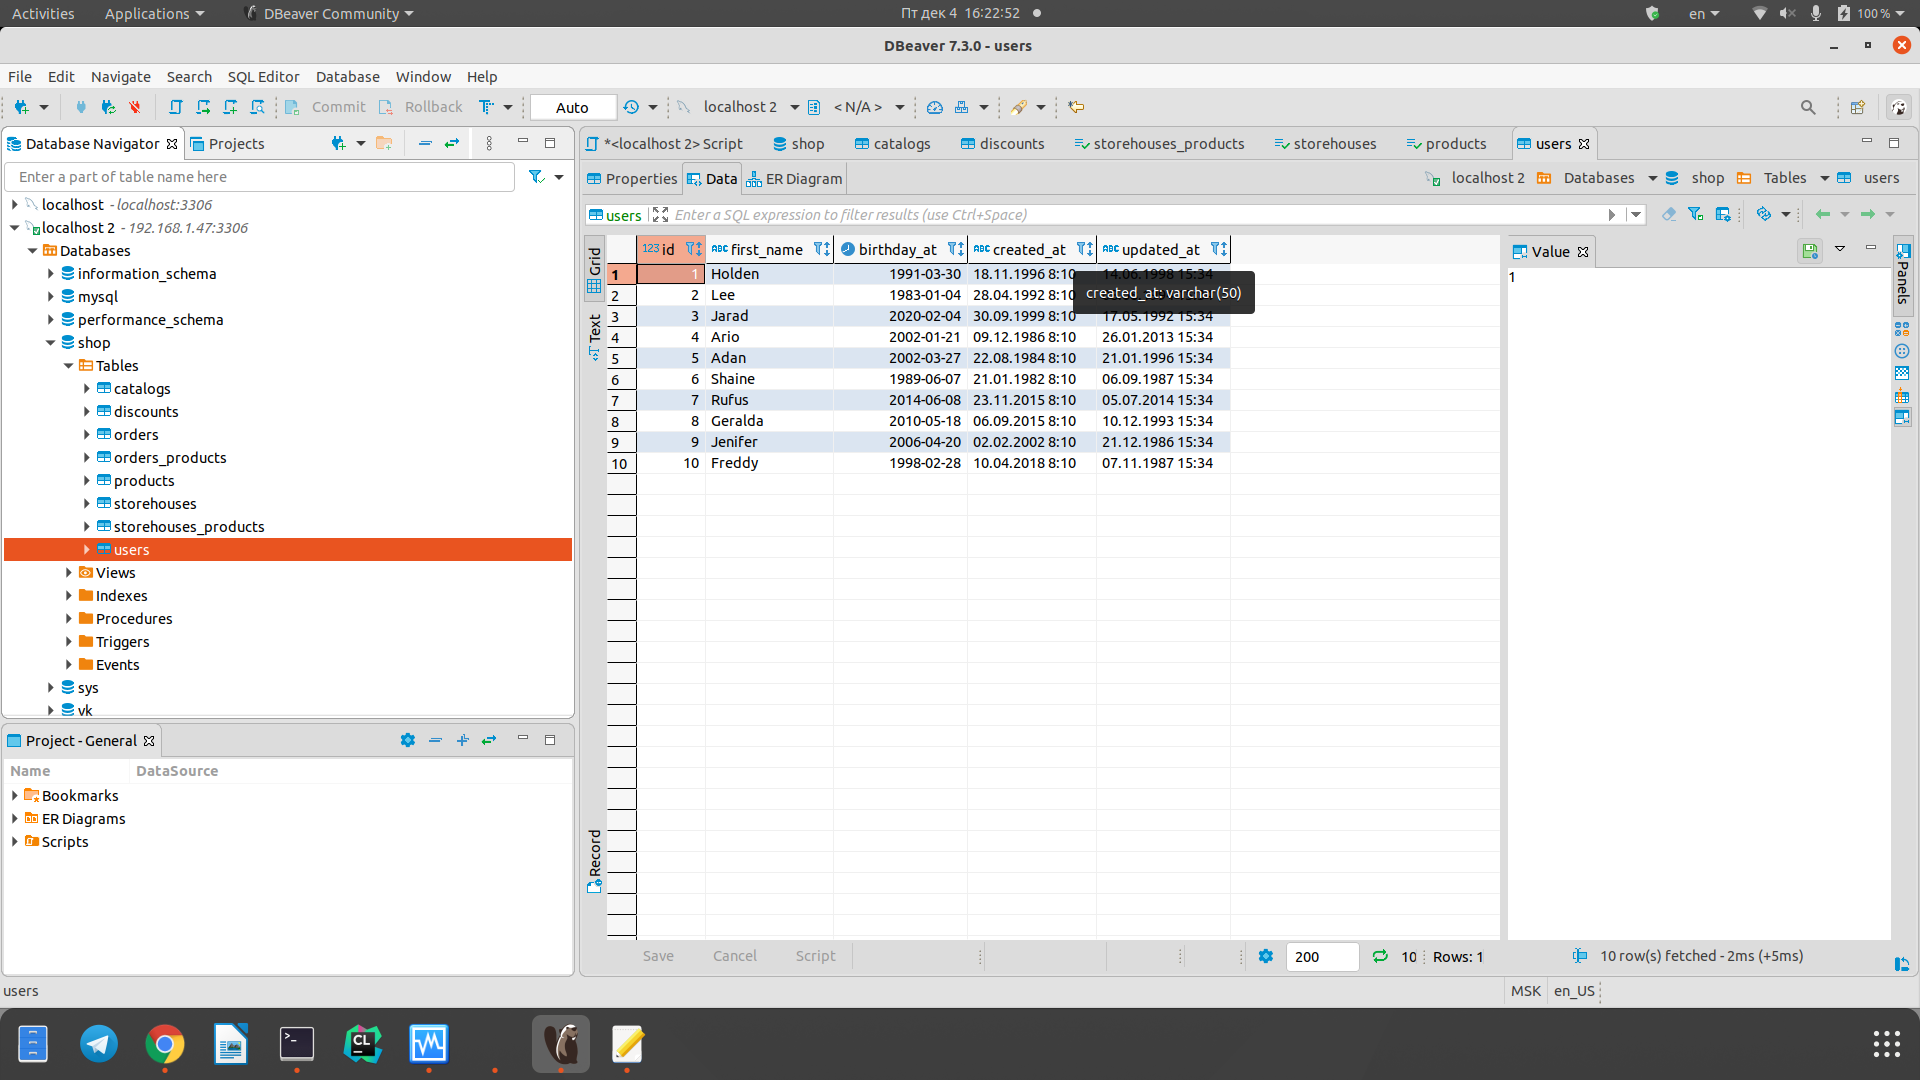 Activities Applications DBeaver Community Пт дек 4 16:22:52 en 100 %
DBeaver 7.3.0 - users
File Edit Navigate Search SQL Editor Database Window Help
Commit Rollback Auto localhost 2 < N/A >
Database Navigator Projects
Enter a part of table name here
localhost - localhost:3306
localhost 2 - 192.168.1.47:3306
Databases
information_schema
mysql
performance_schema
shop
Tables
catalogs
discounts
orders
orders_products
products
storehouses
storehouses_products
users
Views
Indexes
Procedures
Triggers
Events
sys
vk
Project - General
Name DataSource
Bookmarks
ER Diagrams
Scripts
*<localhost 2> Script shop catalogs discounts storehouses_products storehouses products users
Properties Data ER Diagram localhost 2 Databases shop Tables users
users Enter a SQL expression to filter results (use Ctrl+Space)
Grid
Text
Record
123 id ABC first_name birthday_at ABC created_at ABC updated_at
1 1 Holden 1991-03-30 18.11.1996 8:10 14.06.1998 15:34
2 2 Lee 1983-01-04 28.04.1992 8:10
3 3 Jarad 2020-02-04 30.09.1999 8:10 17.05.1992 15:34
4 4 Ario 2002-01-21 09.12.1986 8:10 26.01.2013 15:34
5 5 Adan 2002-03-27 22.08.1984 8:10 21.01.1996 15:34
6 6 Shaine 1989-06-07 21.01.1982 8:10 06.09.1987 15:34
7 7 Rufus 2014-06-08 23.11.2015 8:10 05.07.2014 15:34
8 8 Geralda 2010-05-18 06.09.2015 8:10 10.12.1993 15:34
9 9 Jenifer 2006-04-20 02.02.2002 8:10 21.12.1986 15:34
10 10 Freddy 1998-02-28 10.04.2018 8:10 07.11.1987 15:34
created_at: varchar(50)
Value
1
Panels
Save Cancel Script 200 10 Rows: 1 10 row(s) fetched - 2ms (+5ms)
users MSK en_US
CL